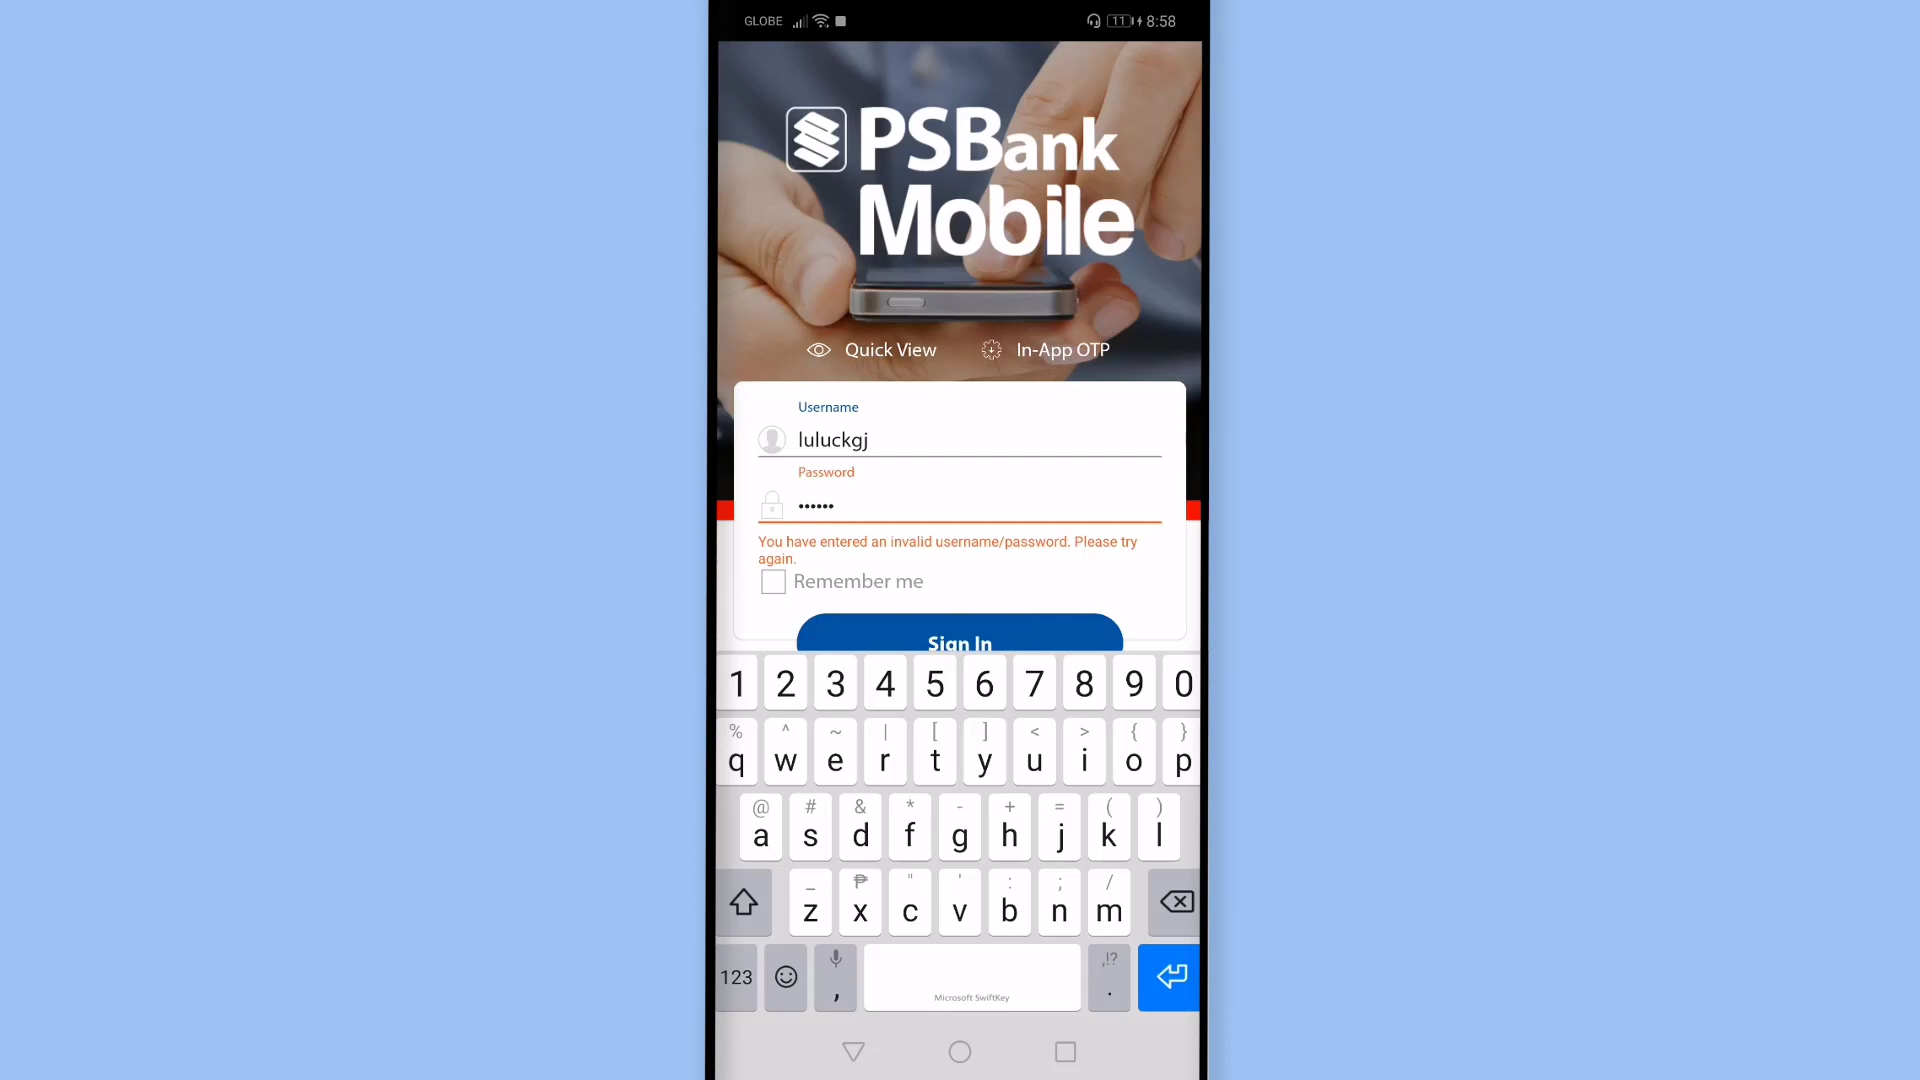 GLOBE 11 8:58
PSBank
Mobile
Quick View In-App OTP
Username
luluckgj
Password
••••••
You have entered an invalid username/password. Please try
again.
Remember me
Sign In
1 2 3 4 5 6 7 8 9 0
% ^ ~ | [ ] < > { }
q w e r t y u i o p
@ # & * - + = ( )
a s d f g h j k l
_ ₱ " ' : ; /
z x c v b n m
123 , ,!? .
Microsoft SwiftKey